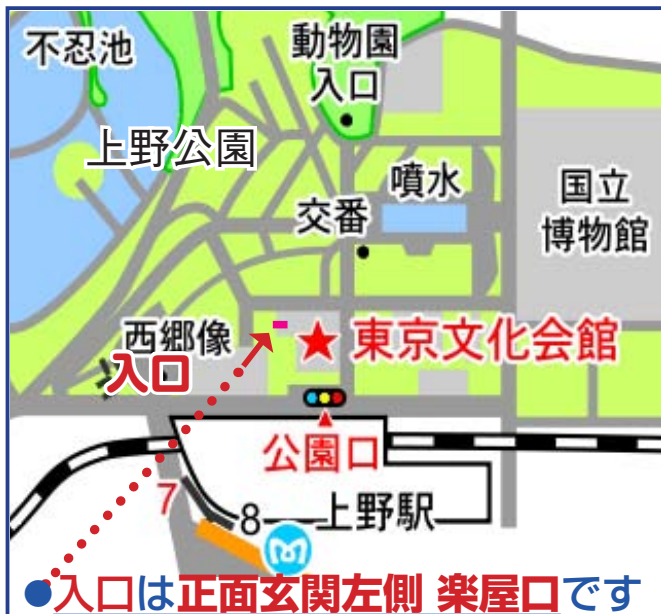 不忍池
動物園
入口
上野公園
噴水
国立
博物館
交番
西郷像
入口
東京文化会館
公園口
7
8
上野駅
●入口は正面玄関左側 楽屋口です